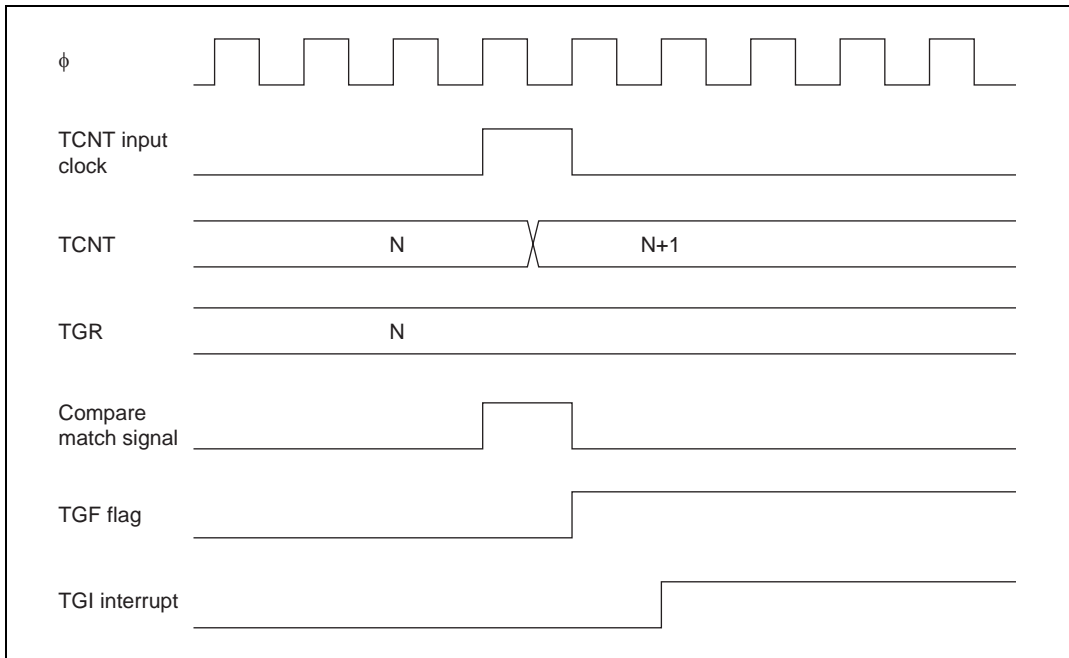 ϕ
TCNT input
clock
TCNT
N
N+1
TGR
N
Compare
match signal
TGF flag
TGI interrupt